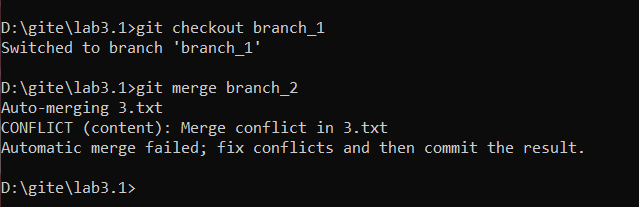 D:\gite\lab3.1>git checkout branch_1
Switched to branch 'branch_1'
D:\gite\lab3.1>git merge branch_2
Auto-merging 3.txt
CONFLICT (content): Merge conflict in 3.txt
Automatic merge failed; fix conflicts and then commit the result.
D:\gite\lab3.1>